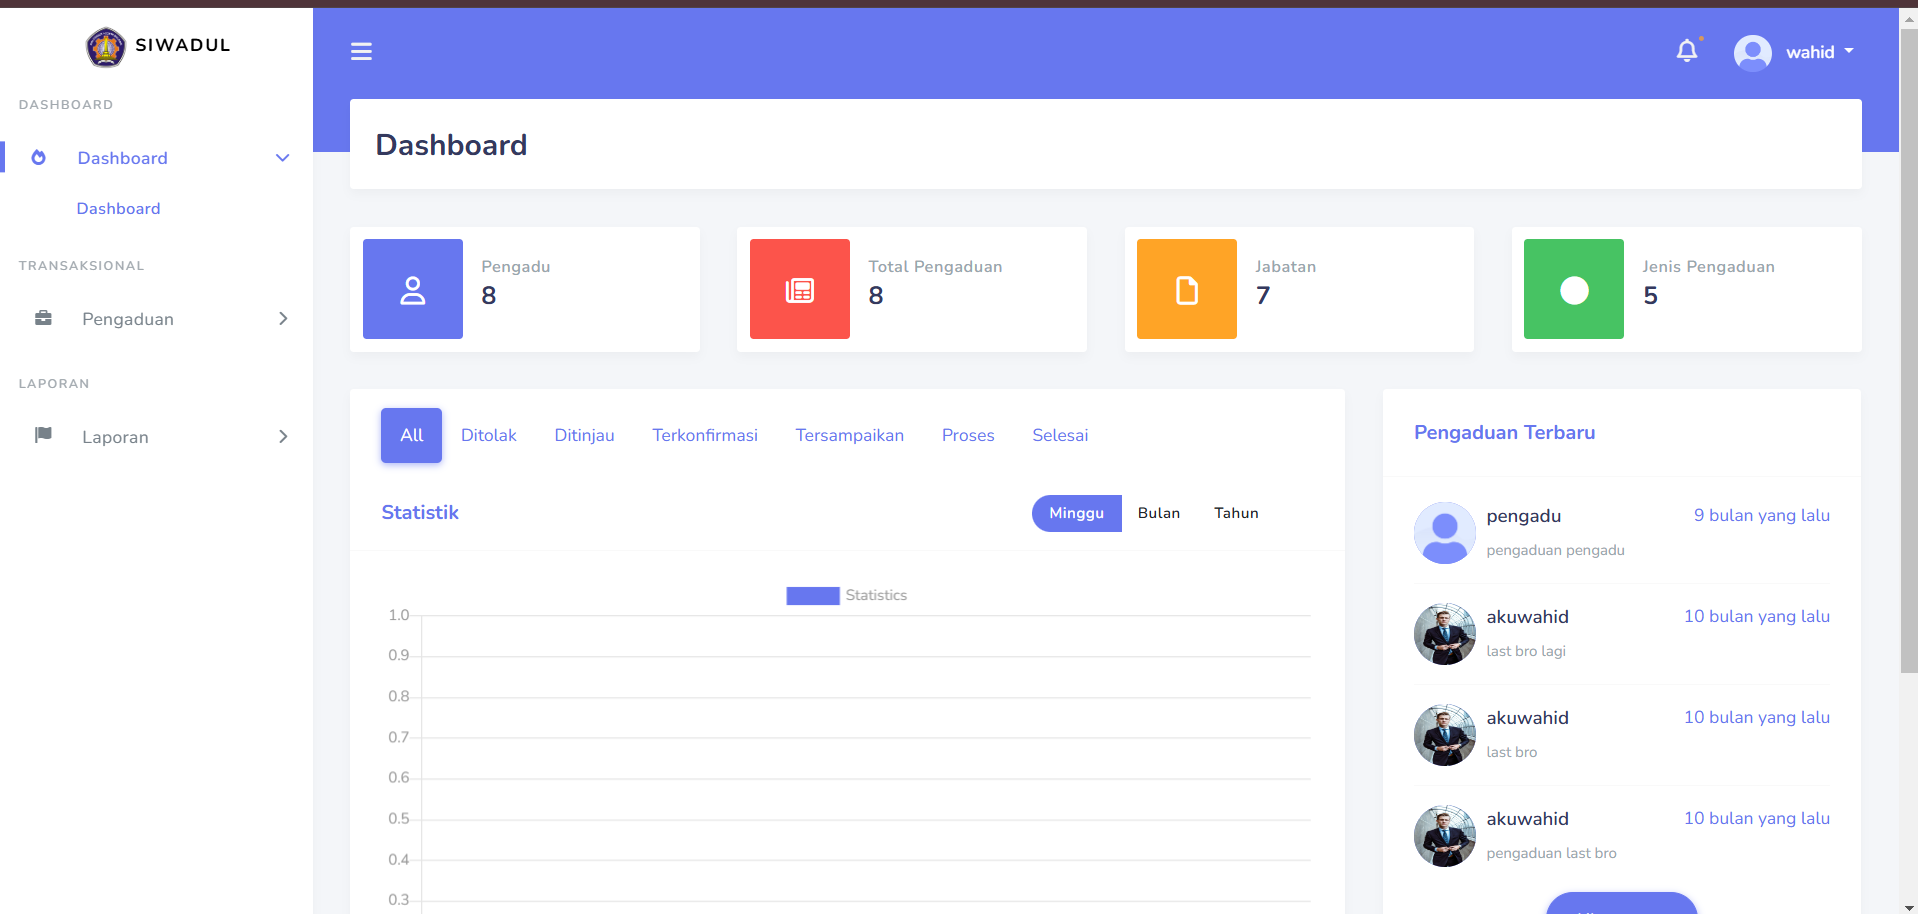 SIWADUL
DASHBOARD
Dashboard
Dashboard
TRANSAKSIONAL
Pengaduan
LAPORAN
Laporan
wahid
Dashboard
Pengadu
8
Total Pengaduan
8
Jabatan
7
Jenis Pengaduan
5
All Ditolak Ditinjau Terkonfirmasi Tersampaikan Proses Selesai
Statistik
Minggu Bulan Tahun
Statistics
1.0
0.9
0.8
0.7
0.6
0.5
0.4
0.3
Pengaduan Terbaru
pengadu 9 bulan yang lalu
pengaduan pengadu
akuwahid 10 bulan yang lalu
last bro lagi
akuwahid 10 bulan yang lalu
last bro
akuwahid 10 bulan yang lalu
pengaduan last bro